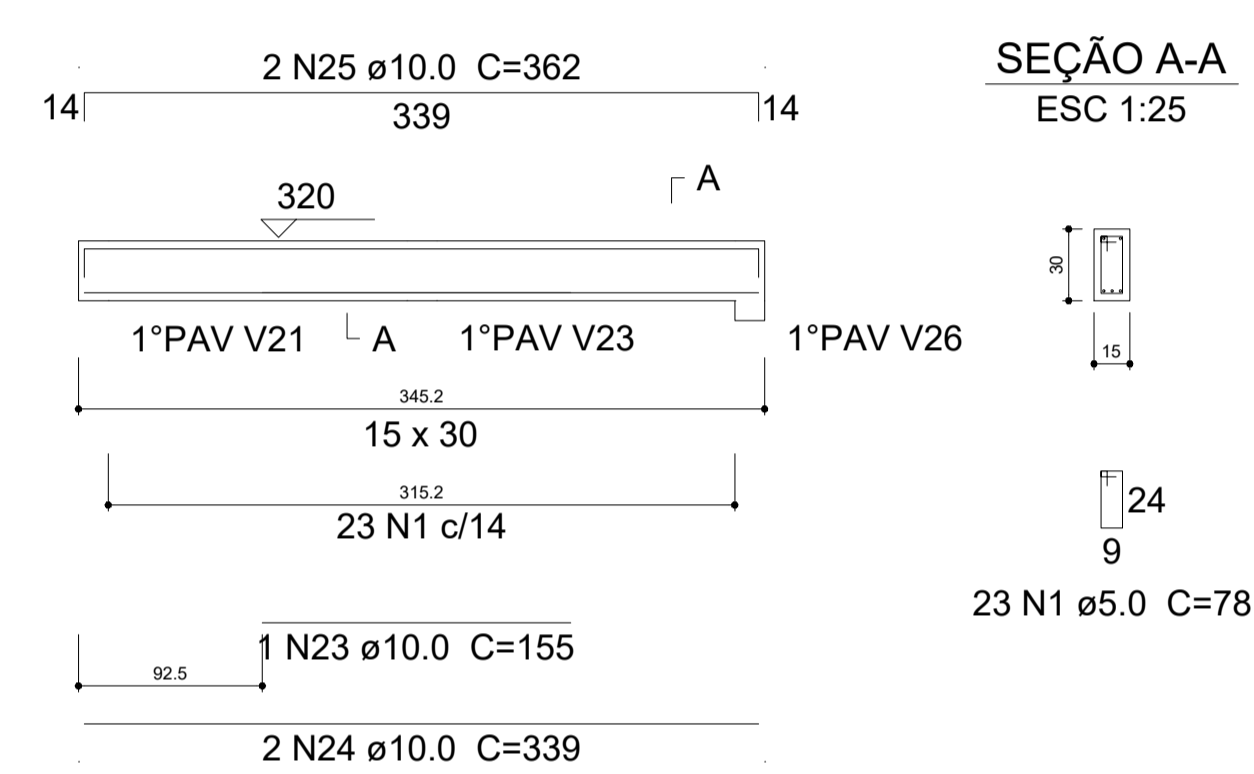 2 N25 ø10.0 C=362
SEÇÃO A-A
14
339
14
ESC 1:25
A
320
30
1°PAV V21
A
1°PAV V23
1°PAV V26
15
345.2
15 x 30
315.2
23 N1 c/14
24
9
23 N1 ø5.0 C=78
1 N23 ø10.0 C=155
92.5
2 N24 ø10.0 C=339